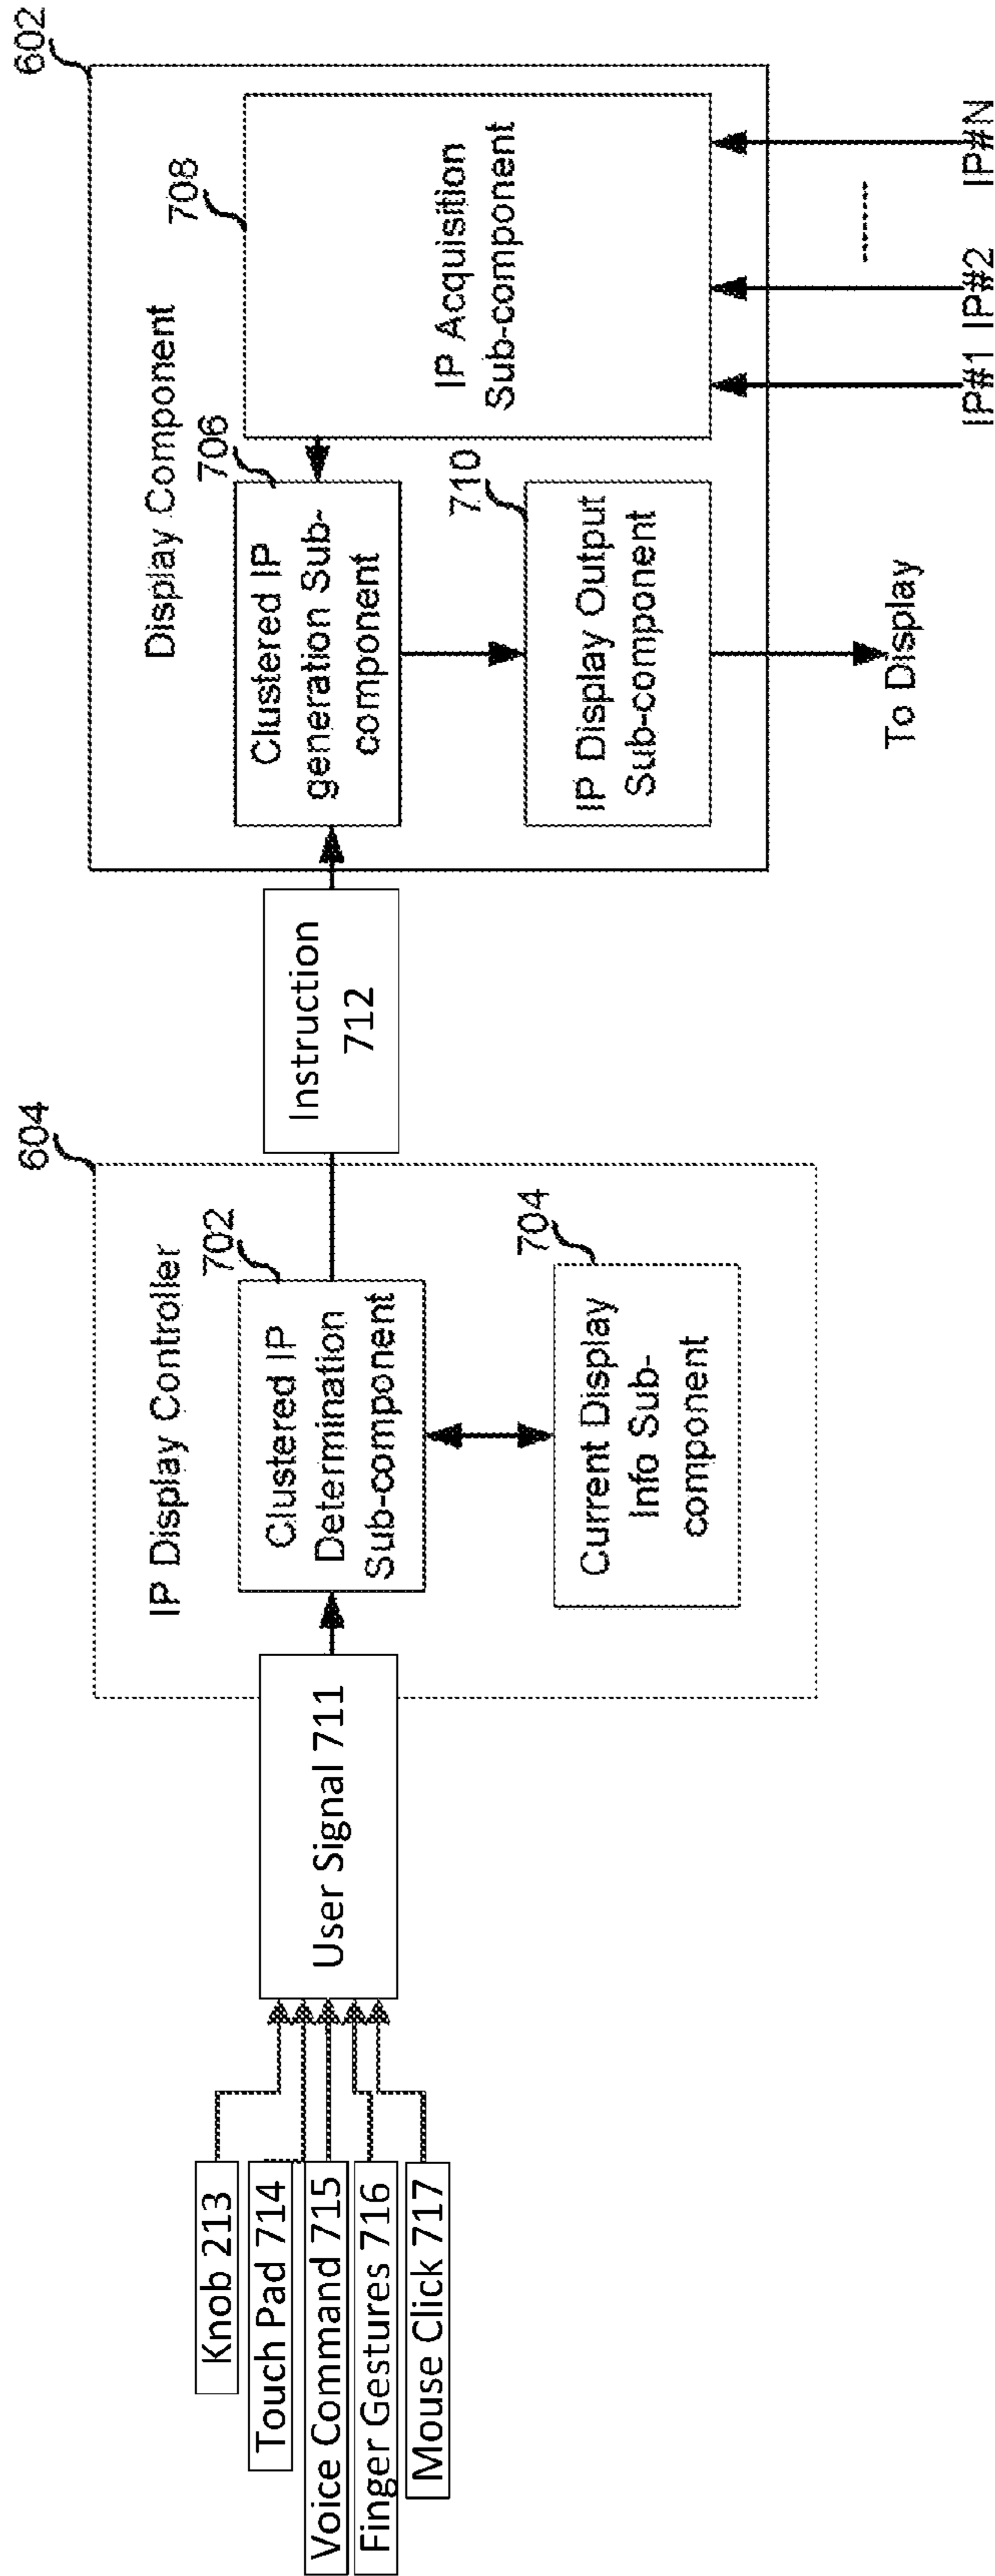 Knob 213
Touch Pad 714
Voice Command 715
Finger Gestures 716
Mouse Click 717
User Signal 711
604
IP Display Controller
702
Clustered IP
Determination
Sub-component
704
Current Display
Info Sub-
component
Instruction
712
602
Display Component
706
Clustered IP
generation Sub-
component
708
IP Acquisition
Sub-component
710
IP Display Output
Sub-component
To Display
IP#1 IP#2 IP#N